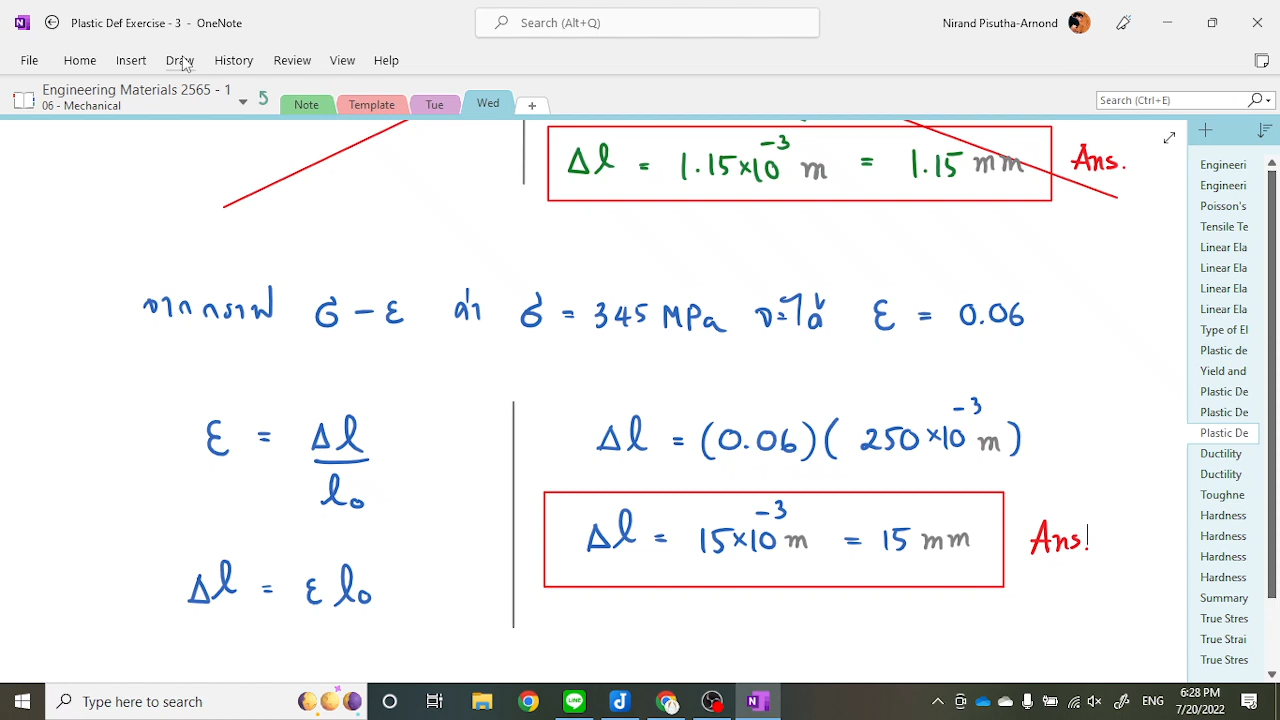 Plastic Def Exercise - 3 - OneNote
Search (Alt+Q)
Nirand Pisutha-Arnond
File Home Insert Draw History Review View Help
Engineering Materials 2565 - 1
06 - Mechanical
Note Template Tue Wed +
Search (Ctrl+E)
Δl = 1.15×10⁻³ m = 1.15 mm Ans.
จากกราฟ σ - ε ค่า σ = 345 MPa จะได้ ε = 0.06
ε = Δl / l₀
Δl = ε l₀
Δl = (0.06)( 250×10⁻³ m )
Δl = 15×10⁻³ m = 15 mm Ans!
Engineeri
Engineeri
Poisson's
Tensile Te
Linear Ela
Linear Ela
Linear Ela
Type of El
Plastic de
Yield and
Plastic De
Plastic De
Plastic De
Ductility
Ductility
Toughne
Hardness
Hardness
Hardness
Hardness
Summary
True Stres
True Strai
True Stres
Type here to search
ENG
6:28 PM
7/20/2022